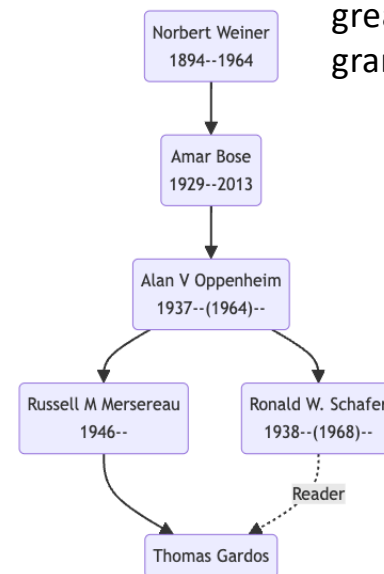 Norbert Weiner
1894--1964
Amar Bose
1929--2013
Alan V Oppenheim
1937--(1964)--
Russell M Mersereau
1946--
Ronald W. Schafer
1938--(1968)--
Reader
Thomas Gardos